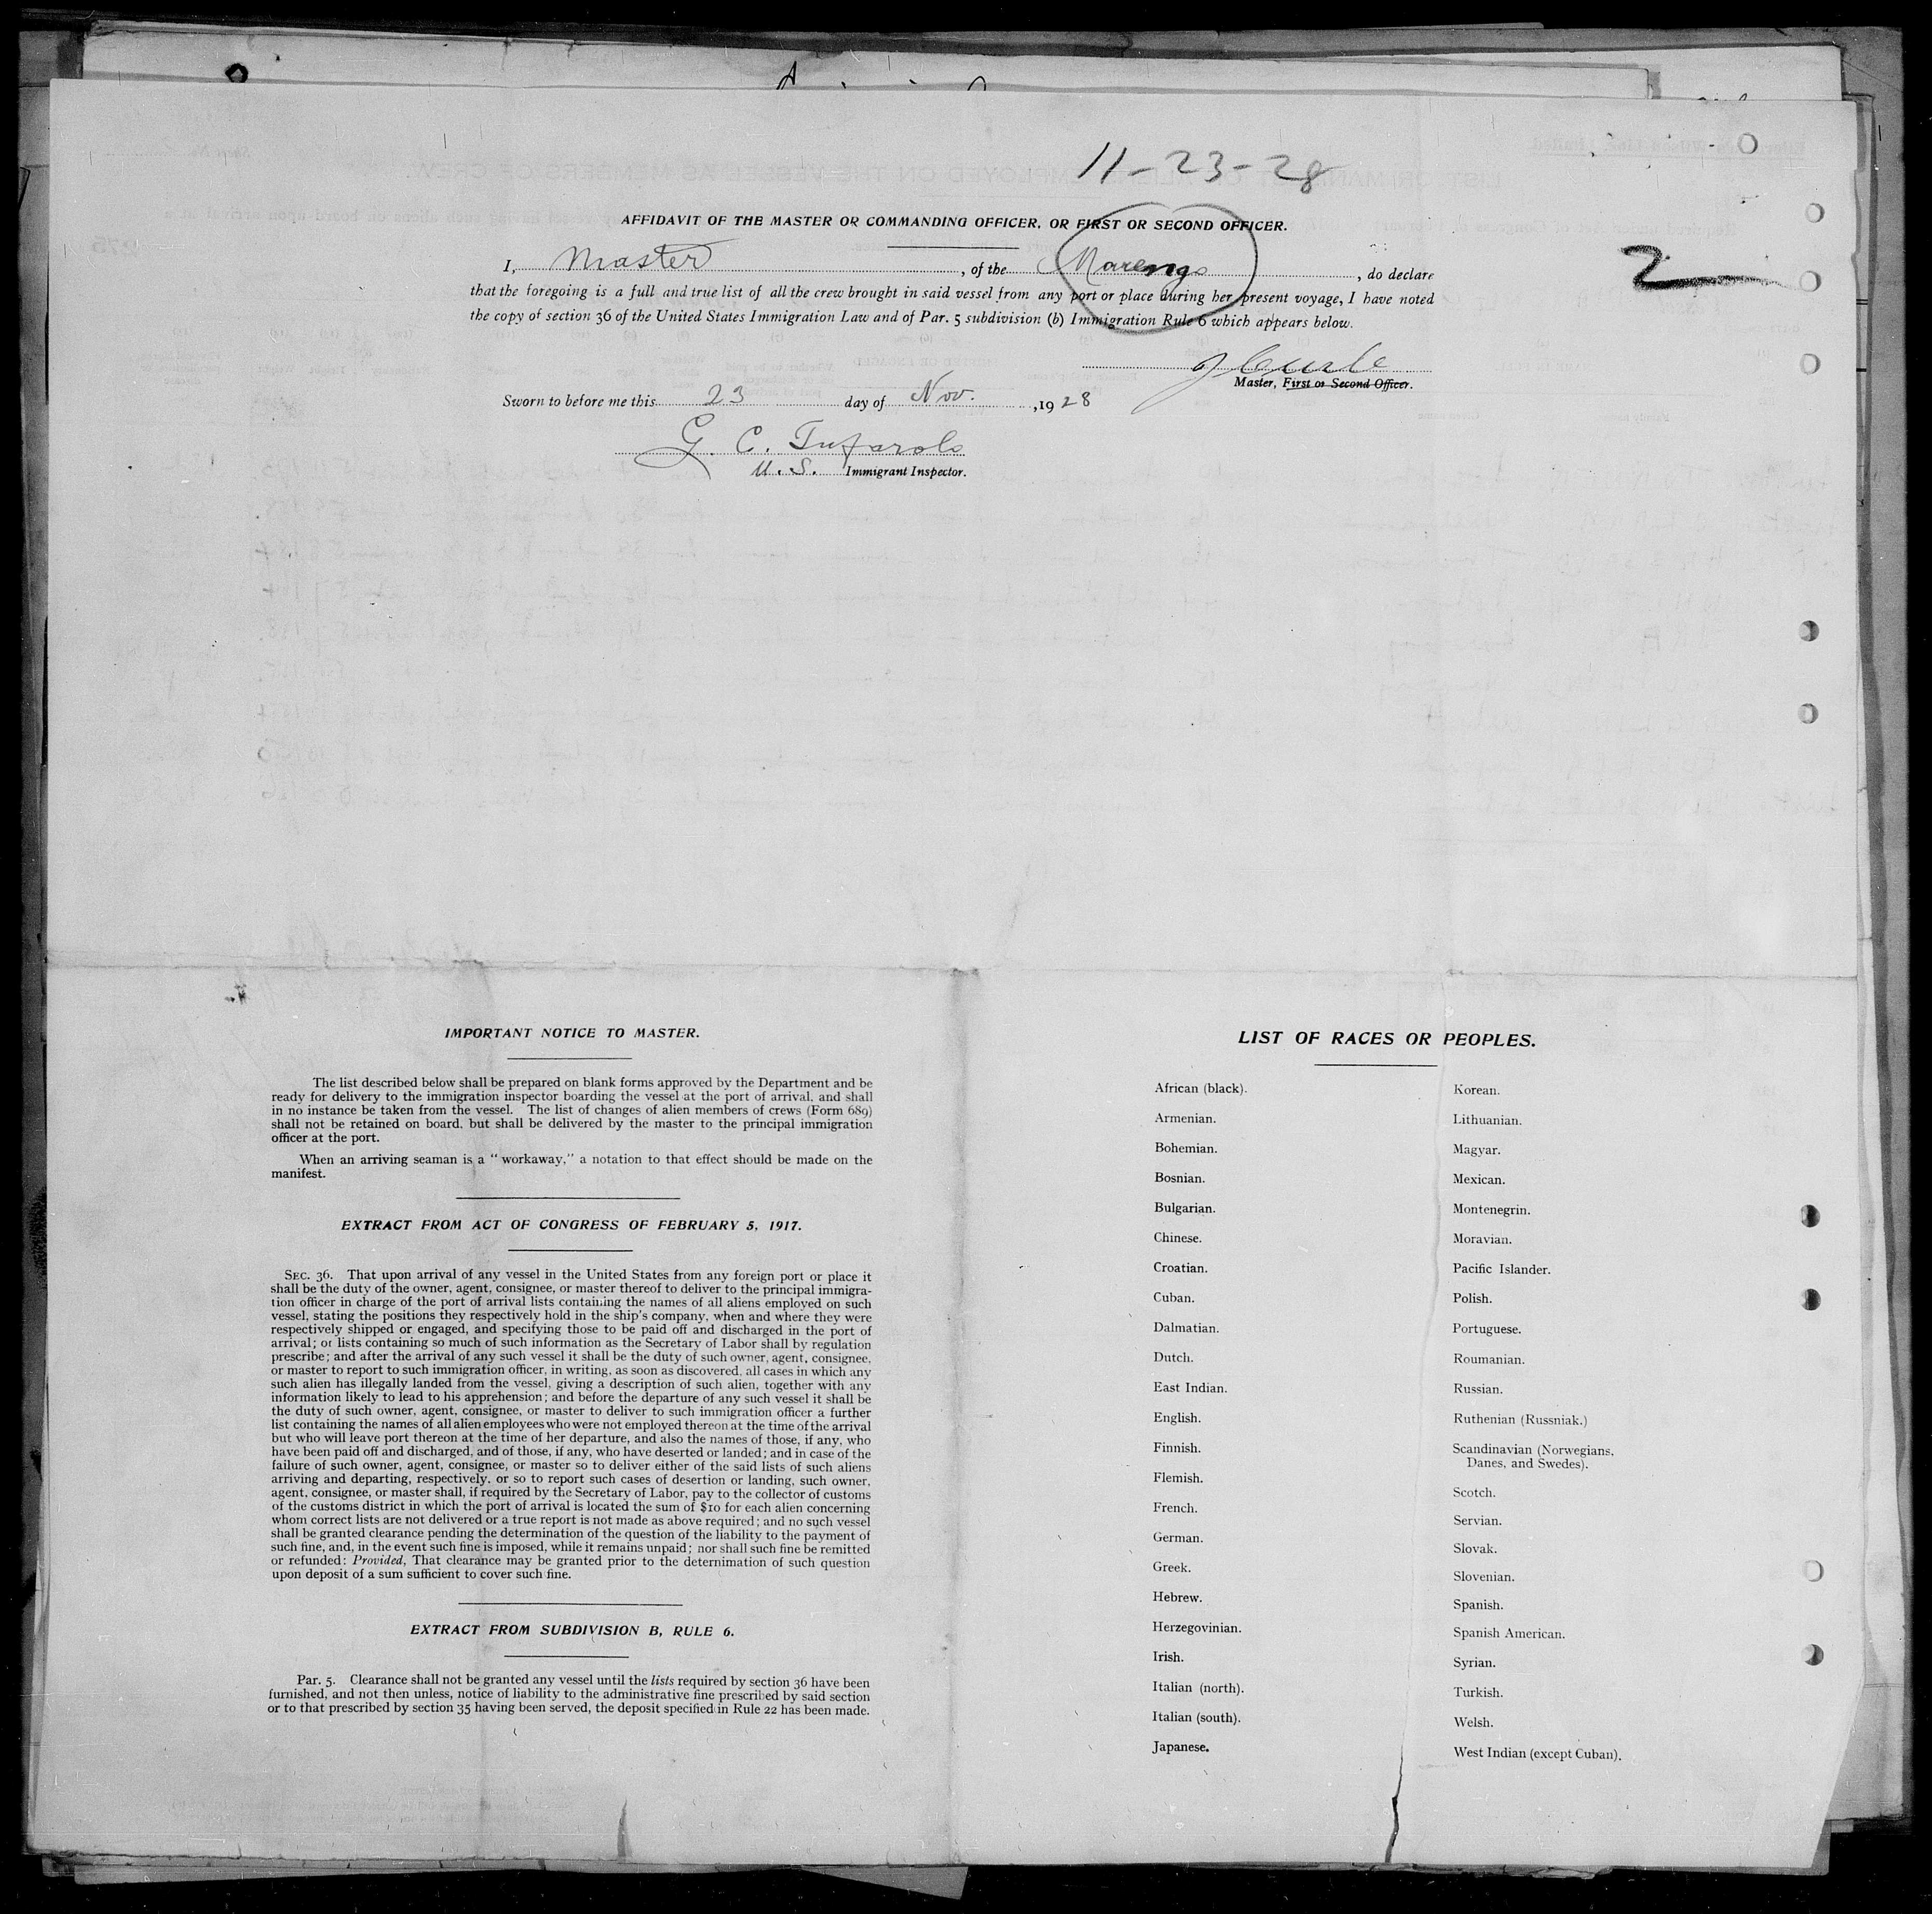 11-23-28
AFFIDAVIT OF THE MASTER OR COMMANDING OFFICER, OR FIRST OR SECOND OFFICER.
I, Master, of the Marengo, do declare
that the foregoing is a full and true list of all the crew brought in said vessel from any port or place during her present voyage, I have noted
the copy of section 36 of the United States Immigration Law and of Par. 5 subdivision (b) Immigration Rule 6 which appears below.
2
Master, First or Second Officer.
Sworn to before me this 23 day of Nov. ,1928
G. C.
U. S. Immigrant Inspector.
IMPORTANT NOTICE TO MASTER.
The list described below shall be prepared on blank forms approved by the Department and be
ready for delivery to the immigration inspector boarding the vessel at the port of arrival, and shall
in no instance be taken from the vessel. The list of changes of alien members of crews (Form 689)
shall not be retained on board, but shall be delivered by the master to the principal immigration
officer at the port.
When an arriving seaman is a "workaway," a notation to that effect should be made on the
manifest.
EXTRACT FROM ACT OF CONGRESS OF FEBRUARY 5, 1917.
SEC. 36. That upon arrival of any vessel in the United States from any foreign port or place it
shall be the duty of the owner, agent, consignee, or master thereof to deliver to the principal immigra-
tion officer in charge of the port of arrival lists containing the names of all aliens employed on such
vessel, stating the positions they respectively hold in the ship's company, when and where they were
respectively shipped or engaged, and specifying those to be paid off and discharged in the port of
arrival; or lists containing so much of such information as the Secretary of Labor shall by regulation
prescribe; and after the arrival of any such vessel it shall be the duty of such owner, agent, consignee,
or master to report to such immigration officer, in writing, as soon as discovered, all cases in which any
such alien has illegally landed from the vessel, giving a description of such alien, together with any
information likely to lead to his apprehension; and before the departure of any such vessel it shall be
the duty of such owner, agent, consignee, or master to deliver to such immigration officer a further
list containing the names of all alien employees who were not employed thereon at the time of the arrival
but who will leave port thereon at the time of her departure, and also the names of those, if any, who
have been paid off and discharged, and of those, if any, who have deserted or landed; and in case of the
failure of such owner, agent, consignee, or master so to deliver either of the said lists of such aliens
arriving and departing, respectively, or so to report such cases of desertion or landing, such owner,
agent, consignee, or master shall, if required by the Secretary of Labor, pay to the collector of customs
of the customs district in which the port of arrival is located the sum of $10 for each alien concerning
whom correct lists are not delivered or a true report is not made as above required; and no such vessel
shall be granted clearance pending the determination of the question of the liability to the payment of
such fine, and, in the event such fine is imposed, while it remains unpaid; nor shall such fine be remitted
or refunded: Provided, That clearance may be granted prior to the deternimation of such question
upon deposit of a sum sufficient to cover such fine.
EXTRACT FROM SUBDIVISION B, RULE 6.
Par. 5. Clearance shall not be granted any vessel until the lists required by section 36 have been
furnished, and not then unless, notice of liability to the administrative fine prescribed by said section
or to that prescribed by section 35 having been served, the deposit specified in Rule 22 has been made.
LIST OF RACES OR PEOPLES.
African (black).
Armenian.
Bohemian.
Bosnian.
Bulgarian.
Chinese.
Croatian.
Cuban.
Dalmatian.
Dutch.
East Indian.
English.
Finnish.
Flemish.
French.
German.
Greek.
Hebrew.
Herzegovinian.
Irish.
Italian (north).
Italian (south).
Japanese.
Korean.
Lithuanian.
Magyar.
Mexican.
Montenegrin.
Moravian.
Pacific Islander.
Polish.
Portuguese.
Roumanian.
Russian.
Ruthenian (Russniak.)
Scandinavian (Norwegians,
Danes, and Swedes).
Scotch.
Servian.
Slovak.
Slovenian.
Spanish.
Spanish American.
Syrian.
Turkish.
Welsh.
West Indian (except Cuban).